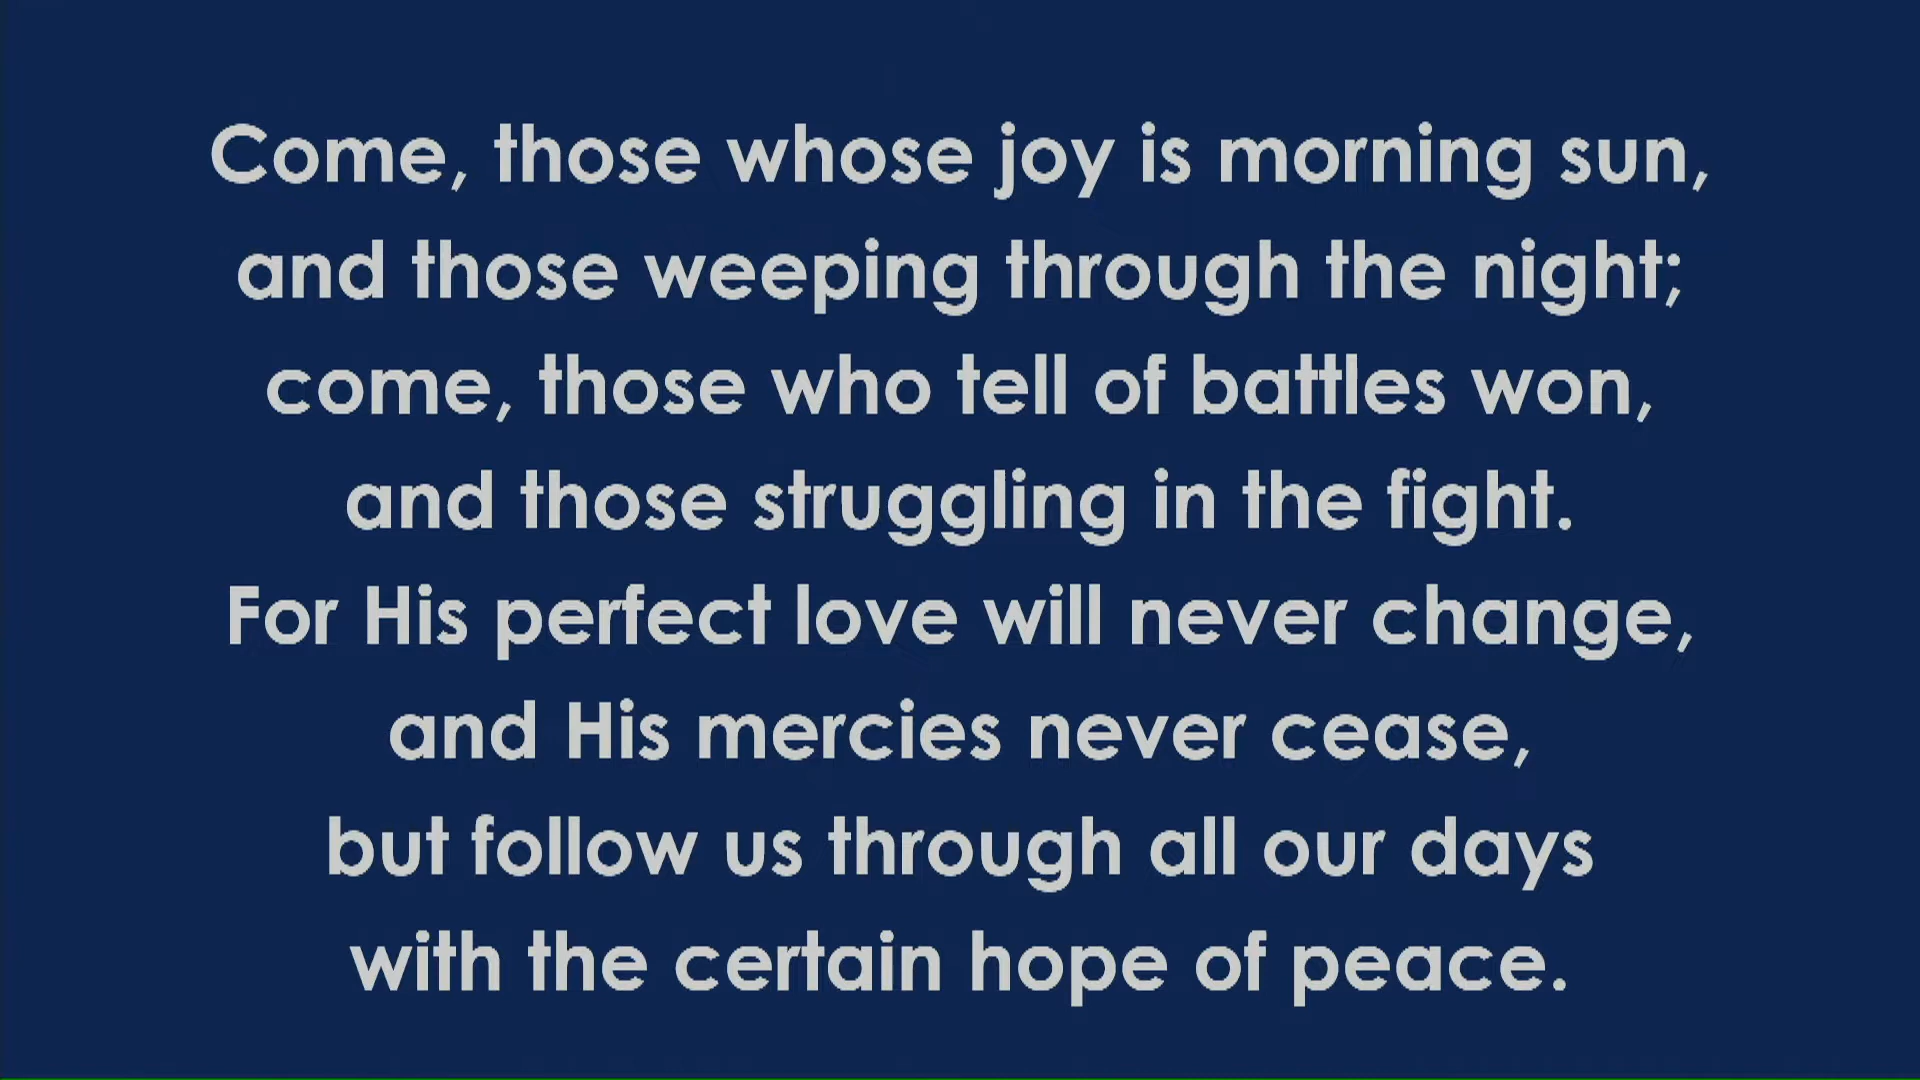 Come, those whose joy is morning sun,
and those weeping through the night;
come, those who tell of battles won,
and those struggling in the fight.
For His perfect love will never change,
and His mercies never cease,
but follow us through all our days
with the certain hope of peace.